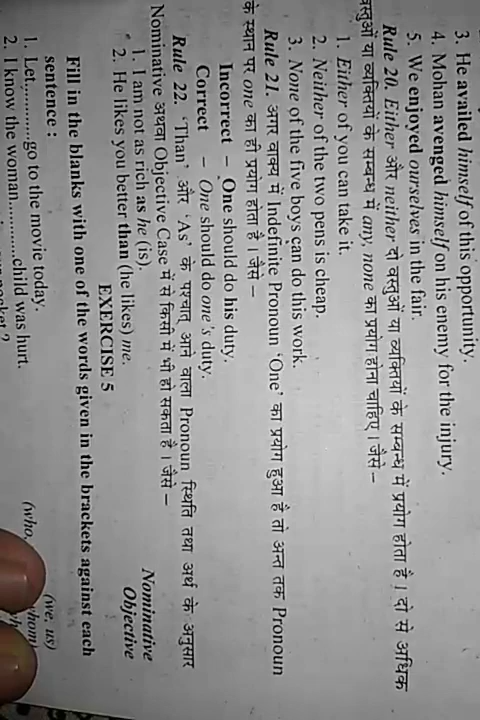 3. He availed himself of this opportunity.
4. Mohan avenged himself on his enemy for the injury.
5. We enjoyed ourselves in the fair.
Rule 20. Either और neither दो वस्तुओं या व्यक्तियों के सम्बन्ध में प्रयोग होता है। दो से अधिक
वस्तुओं या व्यक्तियों के सम्बन्ध में any, none का प्रयोग होना चाहिए। जैसे–
1. Either of you can take it.
2. Neither of the two pens is cheap.
3. None of the five boys can do this work.
Rule 21. अगर वाक्य में Indefinite Pronoun 'One' का प्रयोग हुआ है तो अन्त तक Pronoun
के स्थान पर one का ही प्रयोग होता है। जैसे –
Incorrect – One should do his duty.
Correct – One should do one's duty.
Rule 22. 'Than' और 'As' के पश्चात् आने वाला Pronoun स्थिति तथा अर्थ के अनुसार
Nominative अथवा Objective Case में से किसी में भी हो सकता है। जैसे –
1. I am not as rich as he (is). Nominative
2. He likes you better than (he likes) me. Objective
EXERCISE 5
Fill in the blanks with one of the words given in the brackets against each
sentence :
1. Let............go to the movie today. (we, us)
2. I know the woman............child was hurt. (who, whom)